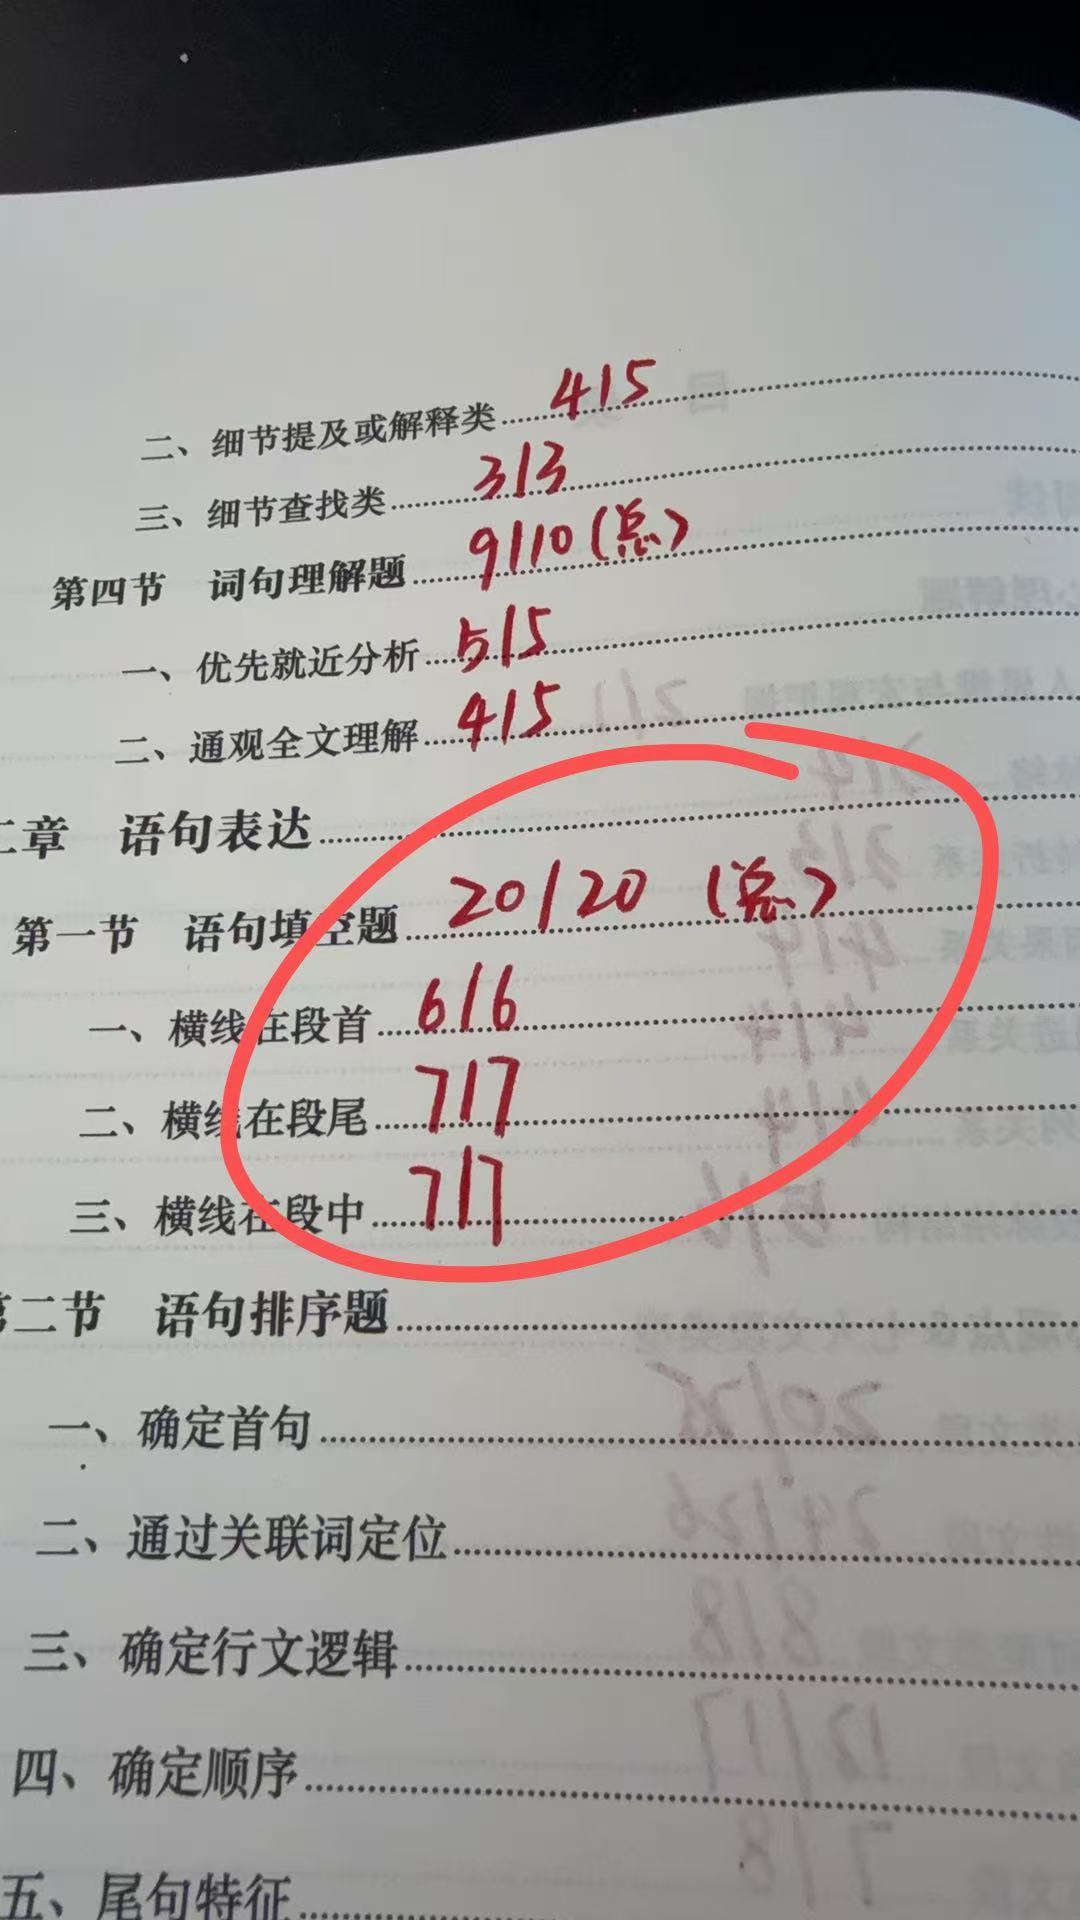 二、细节提及或解释类 4/5
三、细节查找类 3/3
第四节 词句理解题 9/10(总)
一、优先就近分析 5/5
二、通观全文理解 4/5
二章 语句表达
第一节 语句填空题 20/20 (总)
一、横线在段首 6/6
二、横线在段尾 7/7
三、横线在段中 7/7
第二节 语句排序题
一、确定首句
二、通过关联词定位
三、确定行文逻辑
四、确定顺序
五、尾句特征